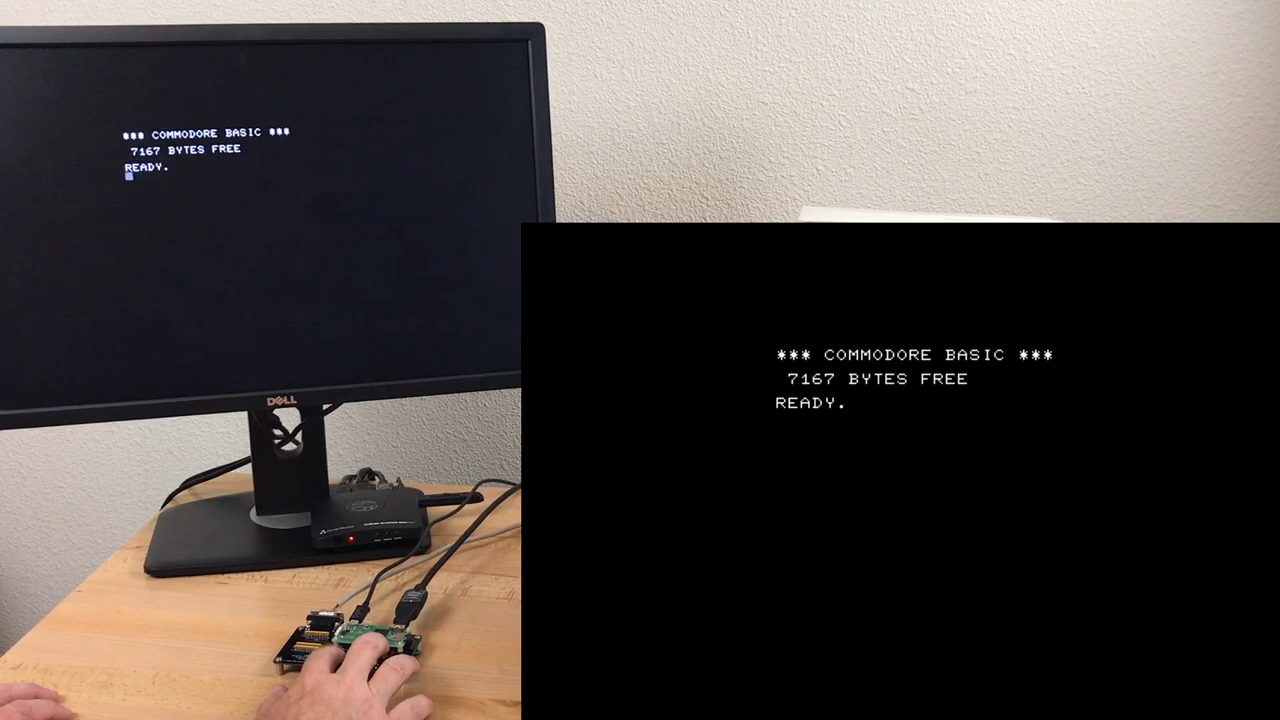 *** COMMODORE BASIC ***
7167 BYTES FREE
READY.
DELL
*** COMMODORE BASIC ***
7167 BYTES FREE
READY.